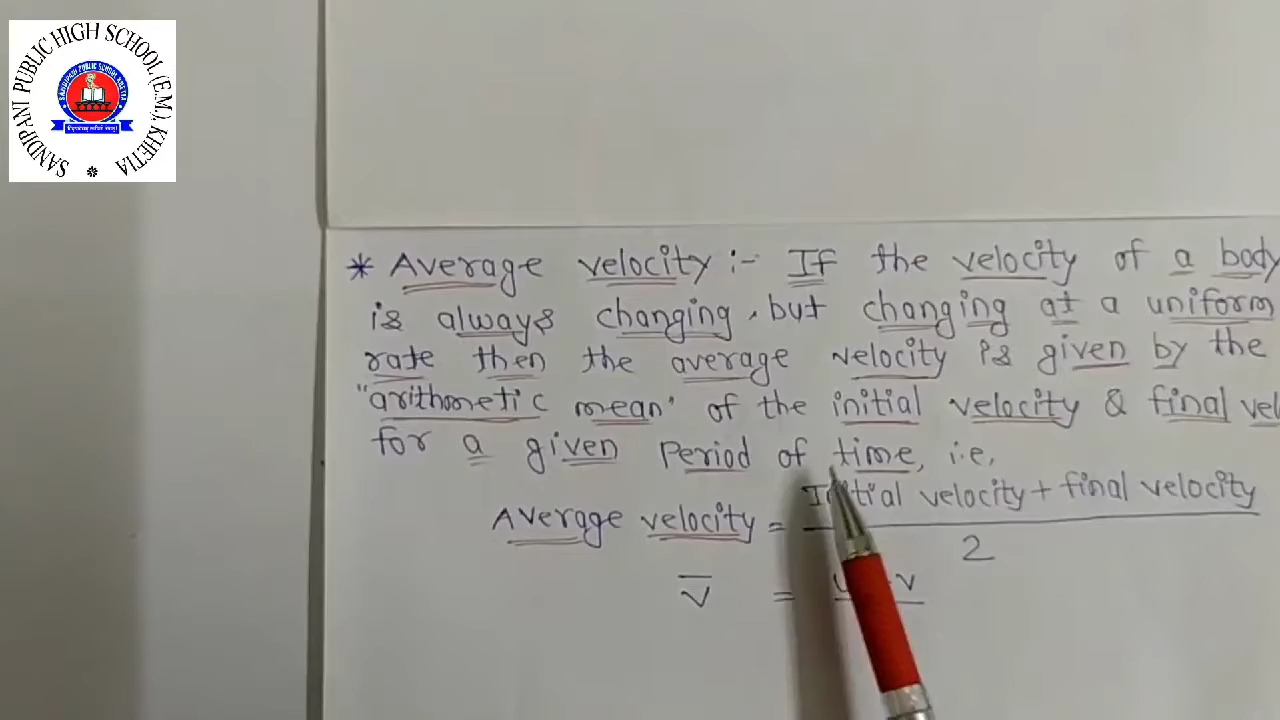 SANDIPANI PUBLIC HIGH SCHOOL (E.M.), KHETIA
* Average velocity :- If the velocity of a body
is always changing, but changing at a uniform
rate then the average velocity is given by the
"arithmetic mean" of the initial velocity & final vel
for a given period of time, i.e,
Average velocity = Initial velocity + final velocity
2
v̅ = v